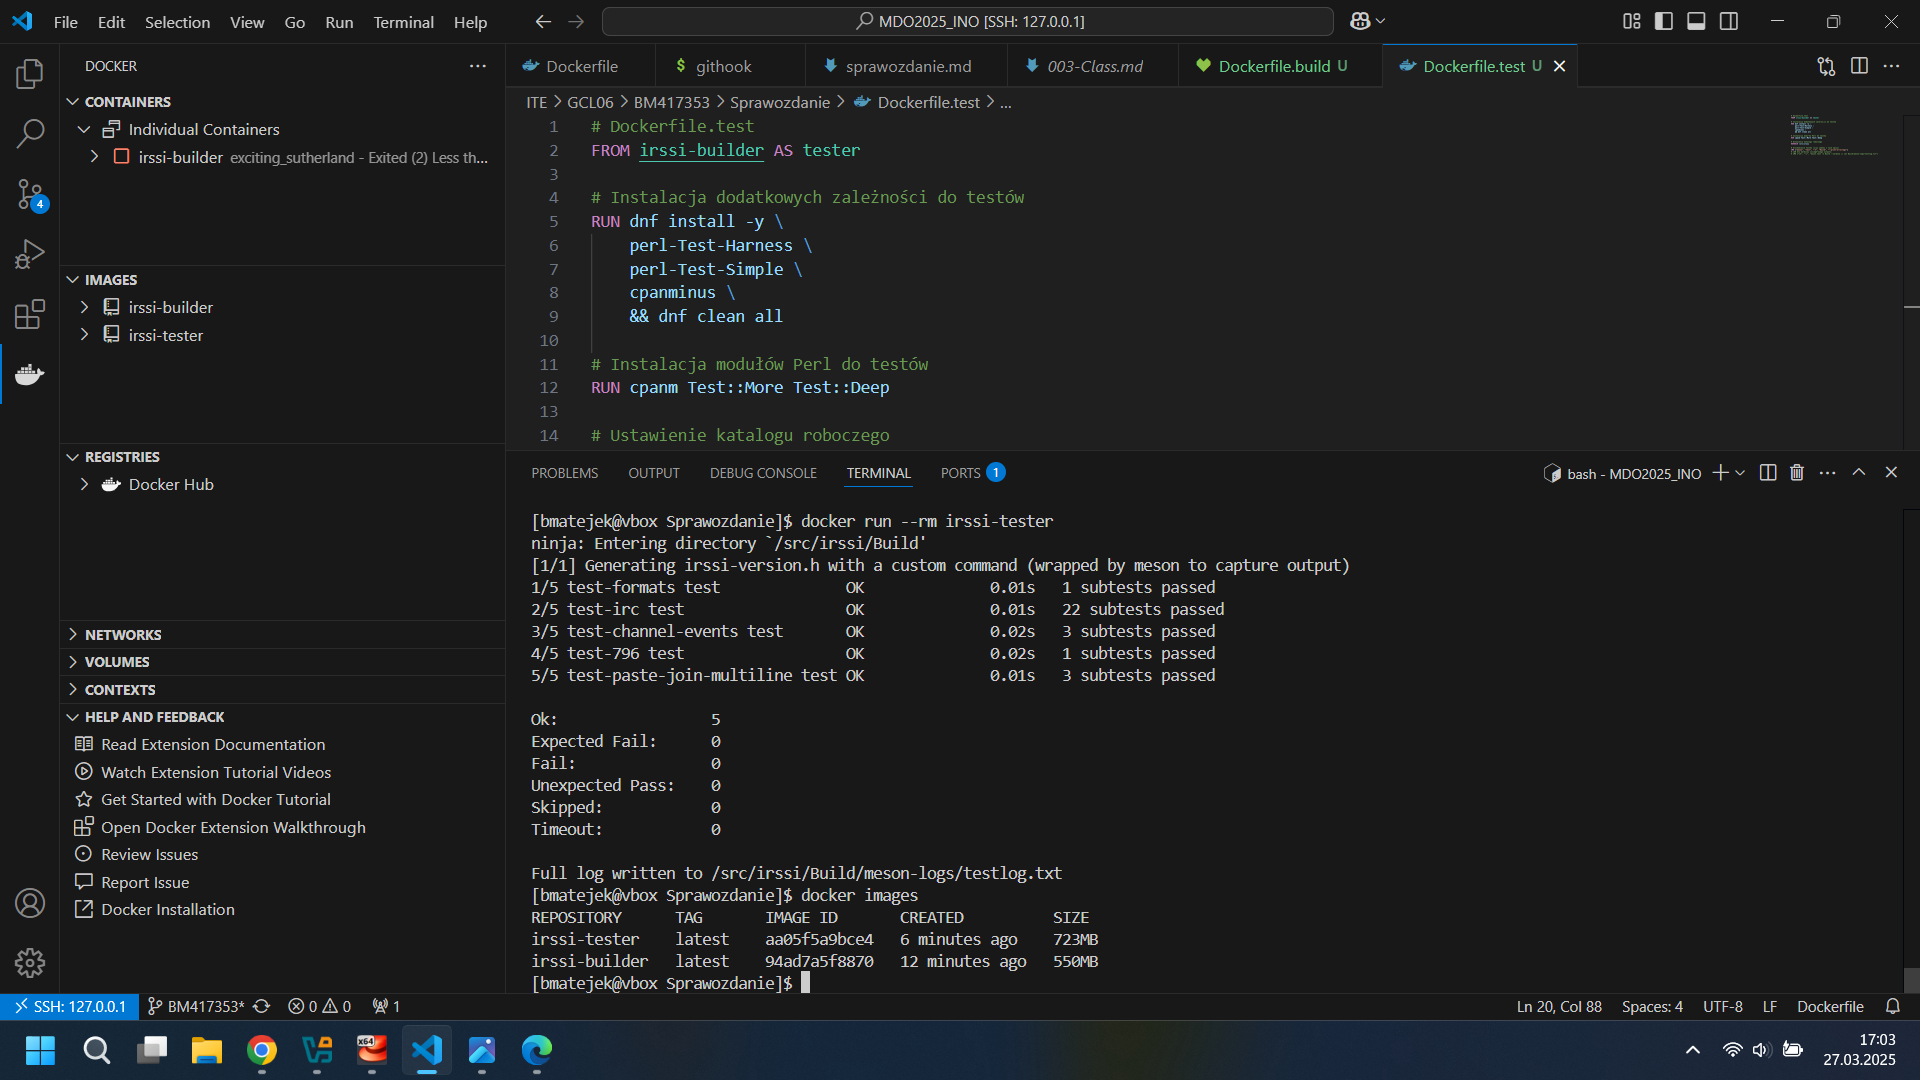 File Edit Selection View Go Run Terminal Help
MDO2025_INO [SSH: 127.0.0.1]
DOCKER
CONTAINERS
Individual Containers
irssi-builder exciting_sutherland - Exited (2) Less th...
4
IMAGES
irssi-builder
irssi-tester
REGISTRIES
Docker Hub
NETWORKS
VOLUMES
CONTEXTS
HELP AND FEEDBACK
Read Extension Documentation
Watch Extension Tutorial Videos
Get Started with Docker Tutorial
Open Docker Extension Walkthrough
Review Issues
Report Issue
Docker Installation
Dockerfile
$ githook
sprawozdanie.md
003-Class.md
Dockerfile.build U
Dockerfile.test U
ITE > GCL06 > BM417353 > Sprawozdanie > Dockerfile.test > ...
1 # Dockerfile.test
2 FROM irssi-builder AS tester
3
4 # Instalacja dodatkowych zależności do testów
5 RUN dnf install -y \
6 perl-Test-Harness \
7 perl-Test-Simple \
8 cpanminus \
9 && dnf clean all
10
11 # Instalacja modułów Perl do testów
12 RUN cpanm Test::More Test::Deep
13
14 # Ustawienie katalogu roboczego
PROBLEMS OUTPUT DEBUG CONSOLE TERMINAL PORTS 1
bash - MDO2025_INO
[bmatejek@vbox Sprawozdanie]$ docker run --rm irssi-tester
ninja: Entering directory `/src/irssi/Build'
[1/1] Generating irssi-version.h with a custom command (wrapped by meson to capture output)
1/5 test-formats test OK 0.01s 1 subtests passed
2/5 test-irc test OK 0.01s 22 subtests passed
3/5 test-channel-events test OK 0.02s 3 subtests passed
4/5 test-796 test OK 0.02s 1 subtests passed
5/5 test-paste-join-multiline test OK 0.01s 3 subtests passed
Ok: 5
Expected Fail: 0
Fail: 0
Unexpected Pass: 0
Skipped: 0
Timeout: 0
Full log written to /src/irssi/Build/meson-logs/testlog.txt
[bmatejek@vbox Sprawozdanie]$ docker images
REPOSITORY TAG IMAGE ID CREATED SIZE
irssi-tester latest aa05f5a9bce4 6 minutes ago 723MB
irssi-builder latest 94ad7a5f8870 12 minutes ago 550MB
[bmatejek@vbox Sprawozdanie]$
SSH: 127.0.0.1 BM417353* 0 0 1
Ln 20, Col 88 Spaces: 4 UTF-8 LF Dockerfile
x64
17:03
27.03.2025